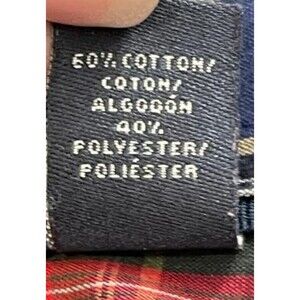 60% COTTON/
COTON/
ALGODÓN
40%
POLYESTER/
POLIÉSTER